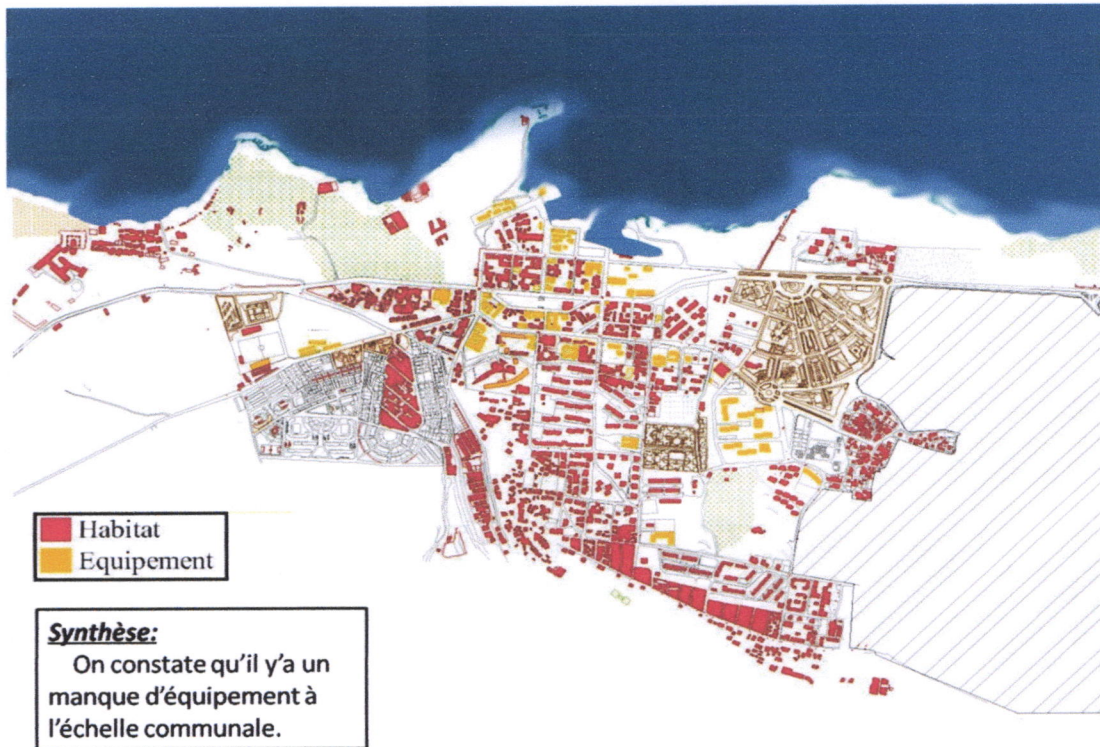 Habitat
Equipement
Synthèse:
On constate qu'il y'a un
manque d'équipement à
l'échelle communale.